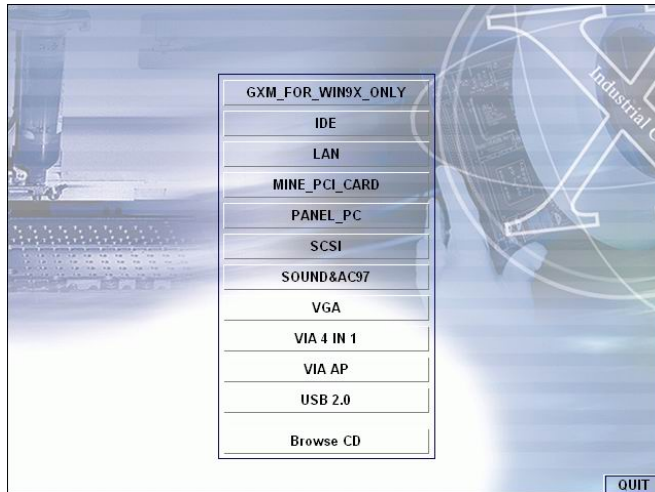 GXM_FOR_WIN9X_ONLY
IDE
LAN
MINE_PCI_CARD
PANEL_PC
SCSI
SOUND&AC97
VGA
VIA 4 IN 1
VIA AP
USB 2.0
Browse CD
QUIT
Industrial